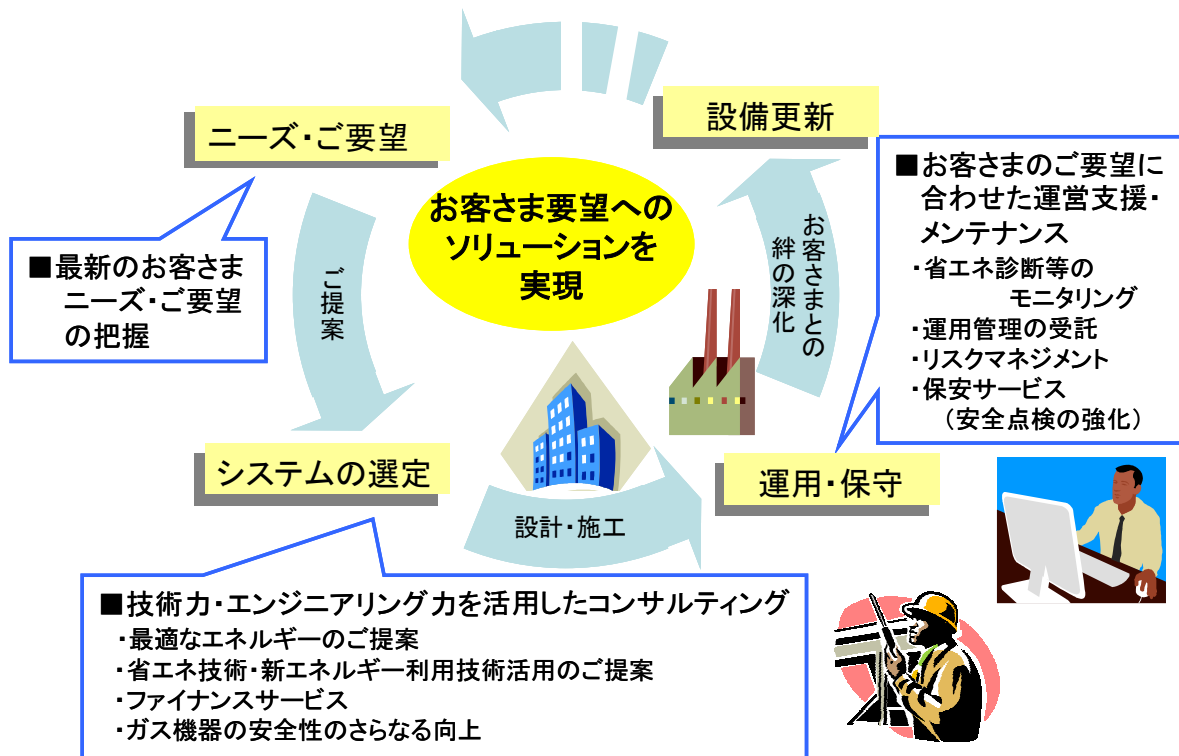 ニーズ・ご要望
設備更新
お客さま要望への
ソリューションを
実現
■最新のお客さま
ニーズ・ご要望
の把握
ご提案
お客さまとの
絆の深化
■お客さまのご要望に
合わせた運営支援・
メンテナンス
・省エネ診断等の
モニタリング
・運用管理の受託
・リスクマネジメント
・保安サービス
（安全点検の強化）
システムの選定
設計・施工
運用・保守
■技術力・エンジニアリング力を活用したコンサルティング
・最適なエネルギーのご提案
・省エネ技術・新エネルギー利用技術活用のご提案
・ファイナンスサービス
・ガス機器の安全性のさらなる向上